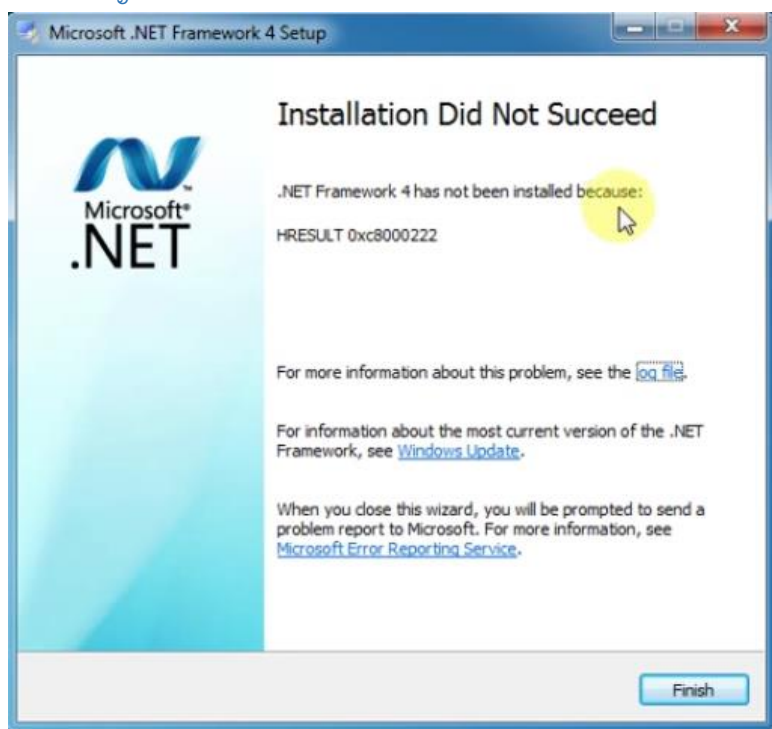 Microsoft .NET Framework 4 Setup
Installation Did Not Succeed
Microsoft®
.NET
.NET Framework 4 has not been installed because:
HRESULT 0xc8000222
For more information about this problem, see the log file.
For information about the most current version of the .NET
Framework, see Windows Update.
When you close this wizard, you will be prompted to send a
problem report to Microsoft. For more information, see
Microsoft Error Reporting Service.
Finish